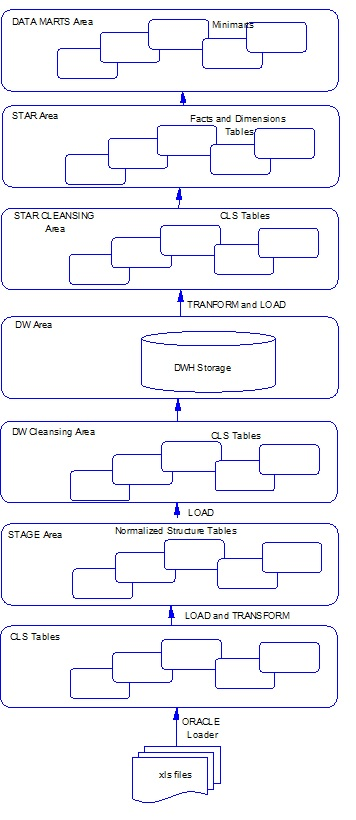 DATA MARTS Area
Minimarts
STAR Area
Facts and Dimensions
Tables
STAR CLEANSING
Area
CLS Tables
TRANFORM and LOAD
DW Area
DWH Storage
DW Cleansing Area
CLS Tables
LOAD
STAGE Area
Normalized Structure Tables
LOAD and TRANSFORM
CLS Tables
ORACLE
Loader
xls files